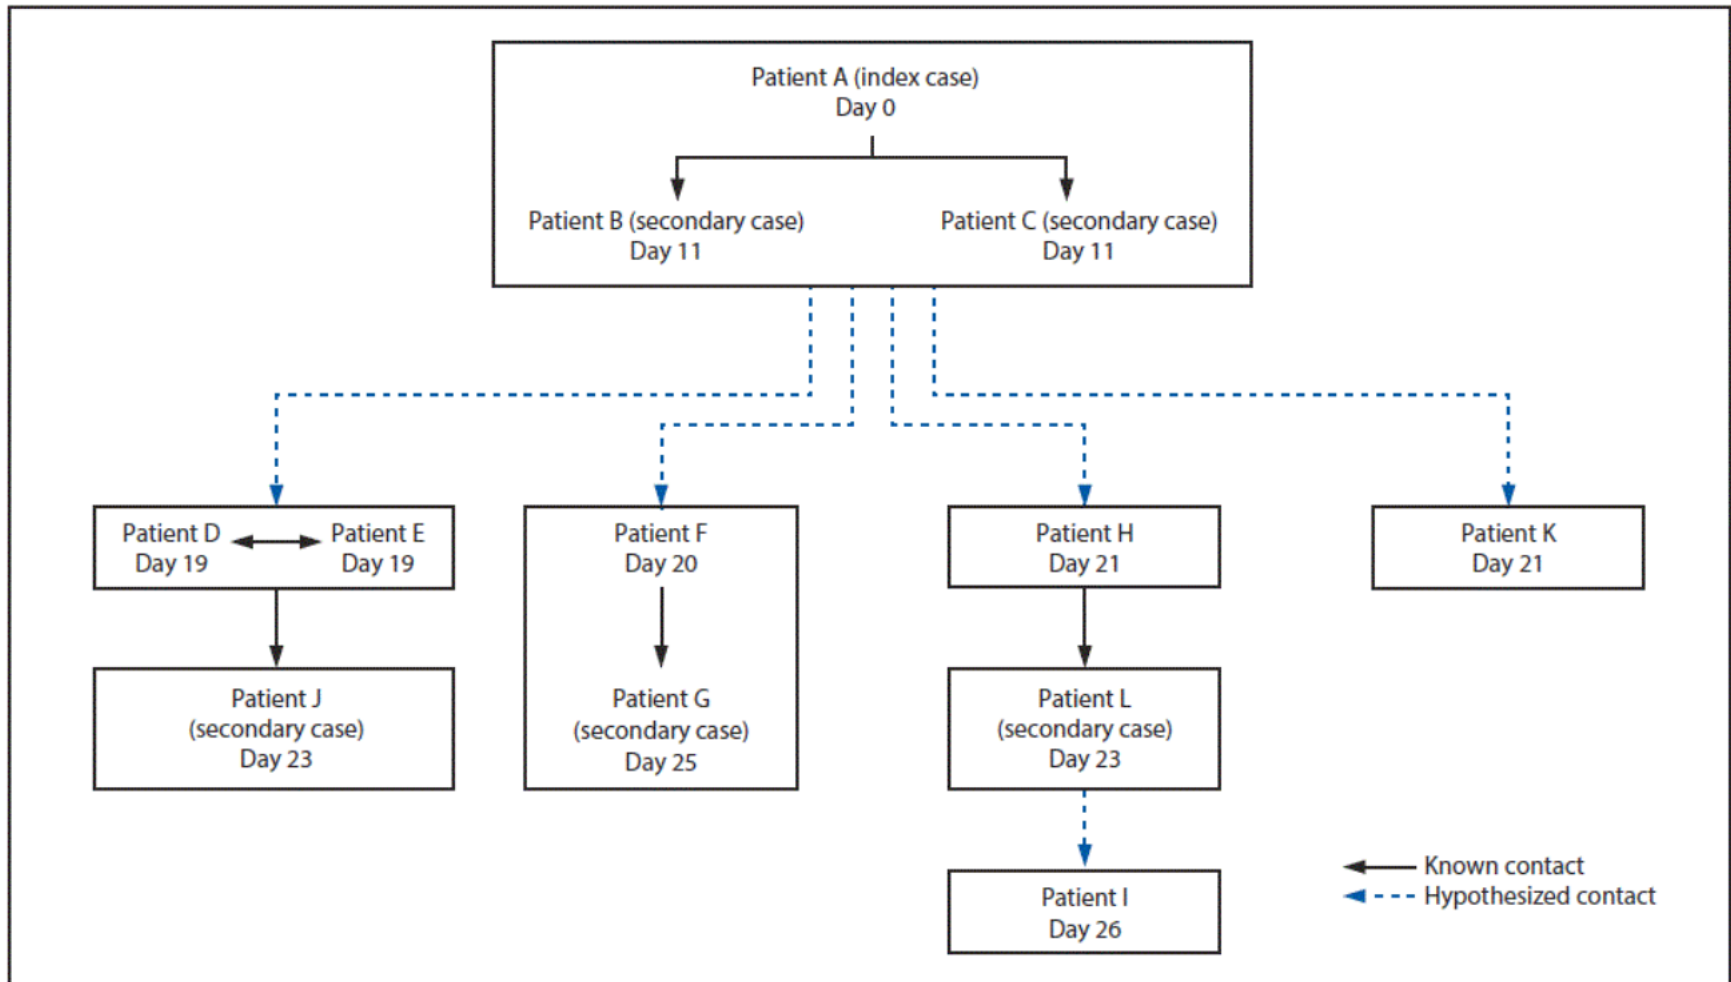 Patient A (index case)
Day 0
Patient B (secondary case)
Day 11
Patient C (secondary case)
Day 11
Patient D
Day 19
Patient E
Day 19
Patient F
Day 20
Patient H
Day 21
Patient K
Day 21
Patient J
(secondary case)
Day 23
Patient G
(secondary case)
Day 25
Patient L
(secondary case)
Day 23
Patient I
Day 26
Known contact
Hypothesized contact